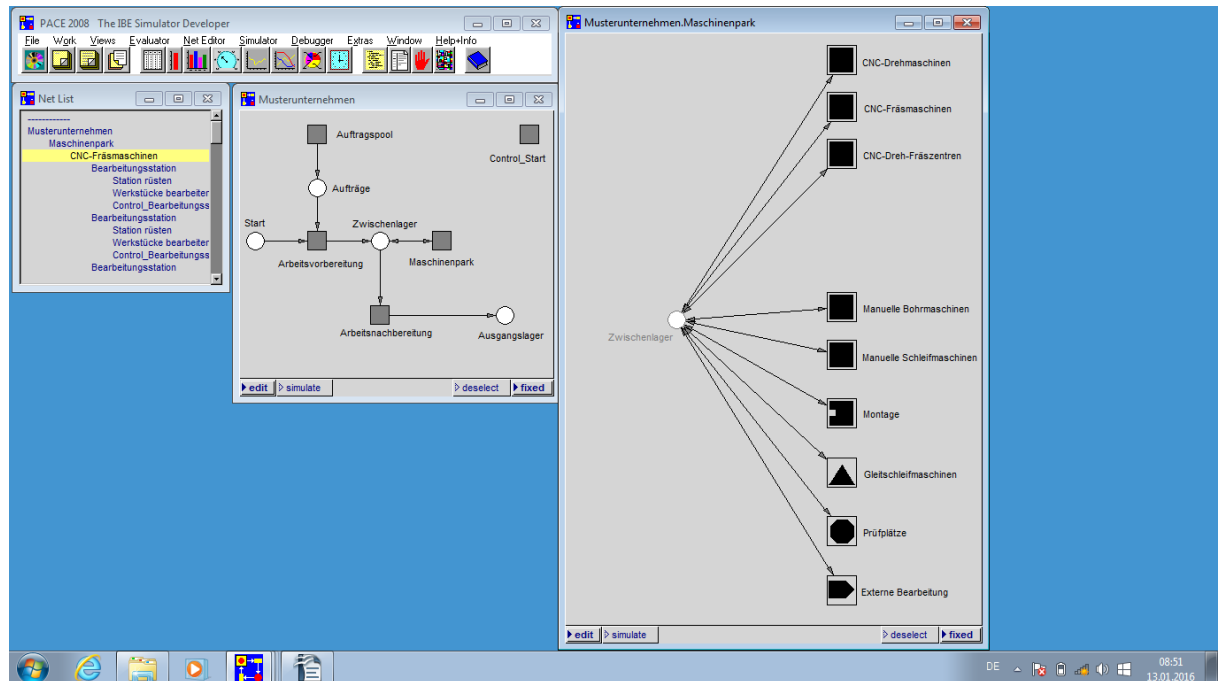 PACE 2008 The IBE Simulator Developer
File Work Views Evaluator Net Editor Simulator Debugger Extras Window Help+Info
Net List
------------
Musterunternehmen
Maschinenpark
CNC-Fräsmaschinen
Bearbeitungsstation
Station rüsten
Werkstücke bearbeiter
Control_Bearbeitungss
Bearbeitungsstation
Station rüsten
Werkstücke bearbeiter
Control_Bearbeitungss
Bearbeitungsstation
Musterunternehmen
Auftragspool
Control_Start
Aufträge
Start
Zwischenlager
Arbeitsvorbereitung
Maschinenpark
Arbeitsnachbereitung
Ausgangslager
edit simulate deselect fixed
Musterunternehmen.Maschinenpark
CNC-Drehmaschinen
CNC-Fräsmaschinen
CNC-Dreh-Fräszentren
Manuelle Bohrmaschinen
Zwischenlager
Manuelle Schleifmaschinen
Montage
Gleitschleifmaschinen
Prüfplätze
Externe Bearbeitung
edit simulate deselect fixed
DE
08:51
13.01.2016